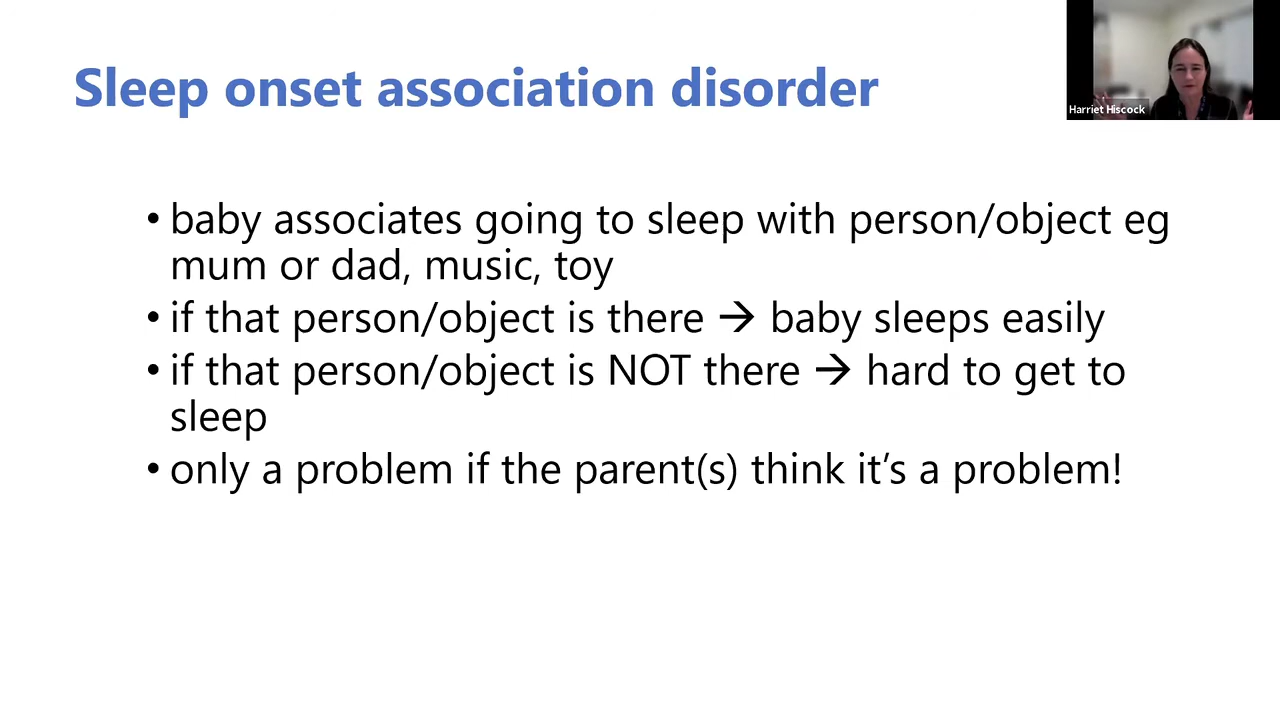 Sleep onset association disorder
Harriet Hiscock
• baby associates going to sleep with person/object eg
mum or dad, music, toy
• if that person/object is there → baby sleeps easily
• if that person/object is NOT there → hard to get to
sleep
• only a problem if the parent(s) think it’s a problem!